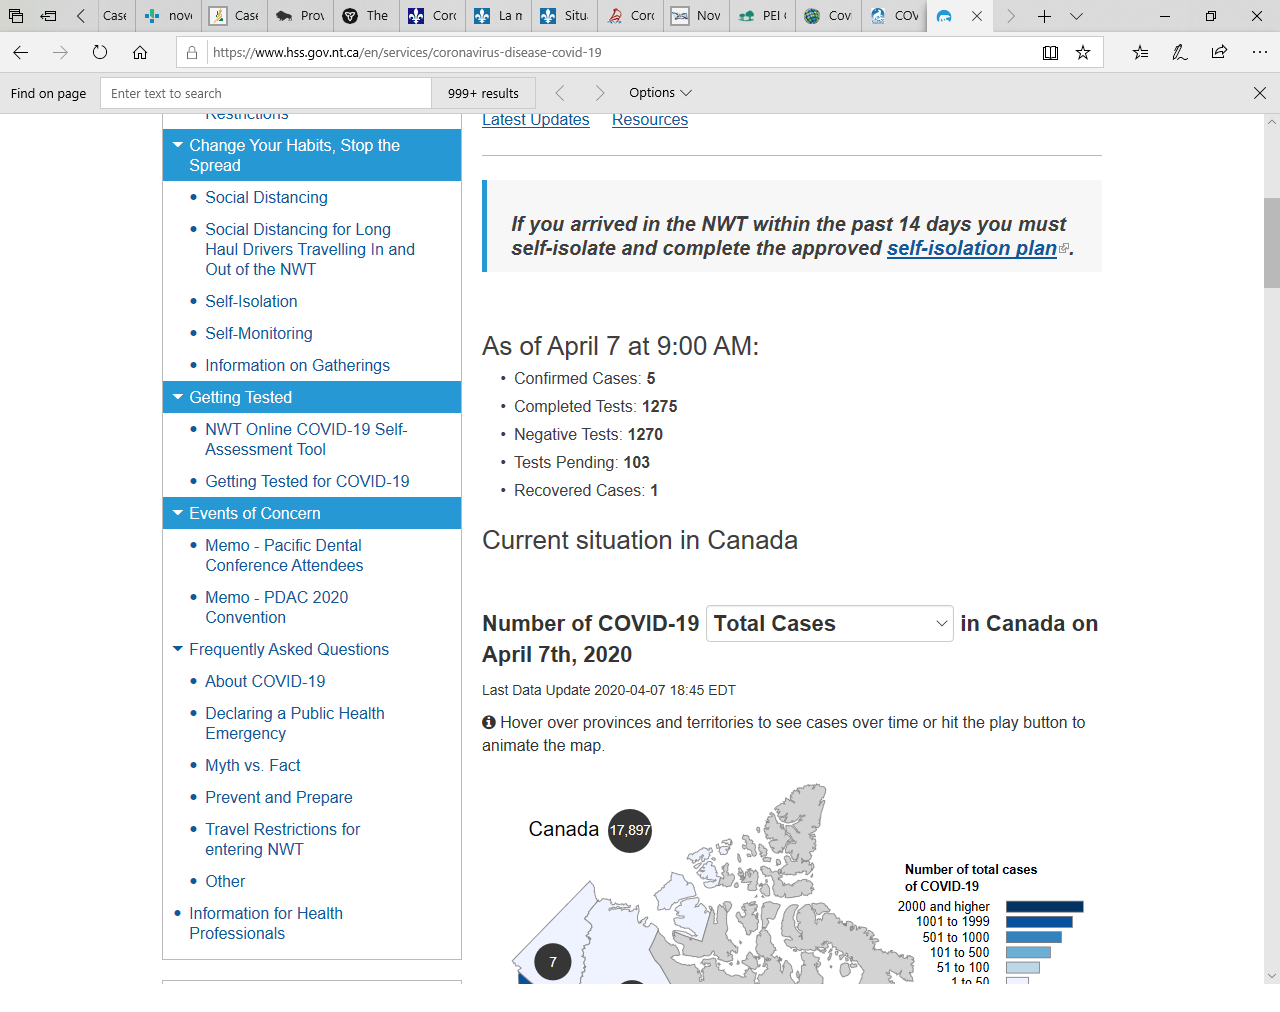 Case
nove
Case
Prov
The
Corc
La m
Situ
Corc
Nov
PEI
Covi
COV
https://www.hss.gov.nt.ca/en/services/coronavirus-disease-covid-19
Find on page
Enter text to search
999+ results
Options
Restrictions
Change Your Habits, Stop the
Spread
Social Distancing
Social Distancing for Long
Haul Drivers Travelling In and
Out of the NWT
Self-Isolation
Self-Monitoring
Information on Gatherings
Getting Tested
NWT Online COVID-19 Self-
Assessment Tool
Getting Tested for COVID-19
Events of Concern
Memo - Pacific Dental
Conference Attendees
Memo - PDAC 2020
Convention
Frequently Asked Questions
About COVID-19
Declaring a Public Health
Emergency
Myth vs. Fact
Prevent and Prepare
Travel Restrictions for
entering NWT
Other
Information for Health
Professionals
Latest Updates Resources
If you arrived in the NWT within the past 14 days you must
self-isolate and complete the approved self-isolation plan.
As of April 7 at 9:00 AM:
• Confirmed Cases: 5
• Completed Tests: 1275
• Negative Tests: 1270
• Tests Pending: 103
• Recovered Cases: 1
Current situation in Canada
Number of COVID-19 Total Cases in Canada on
April 7th, 2020
Last Data Update 2020-04-07 18:45 EDT
Hover over provinces and territories to see cases over time or hit the play button to
animate the map.
Canada 17,897
7
Number of total cases
of COVID-19
2000 and higher
1001 to 1999
501 to 1000
101 to 500
51 to 100
1 to 50